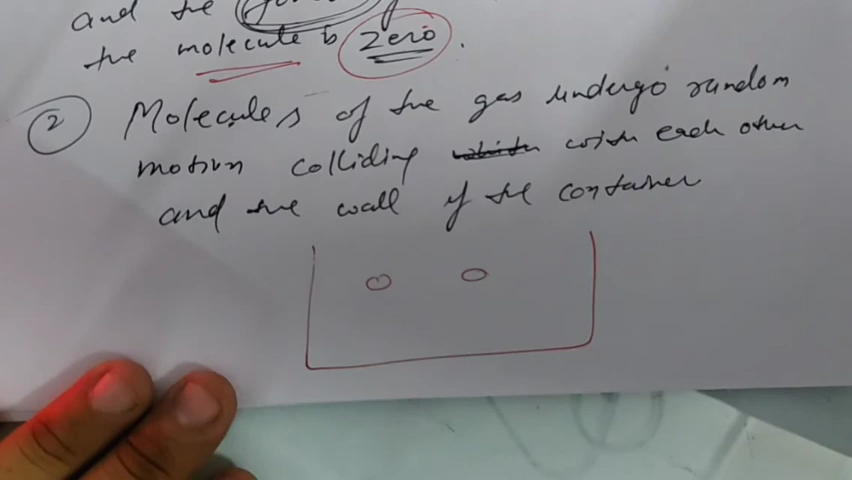 and the
the molecule is zero.
2 Molecules of the gas undergo random
motion colliding with each other
and the wall of the container